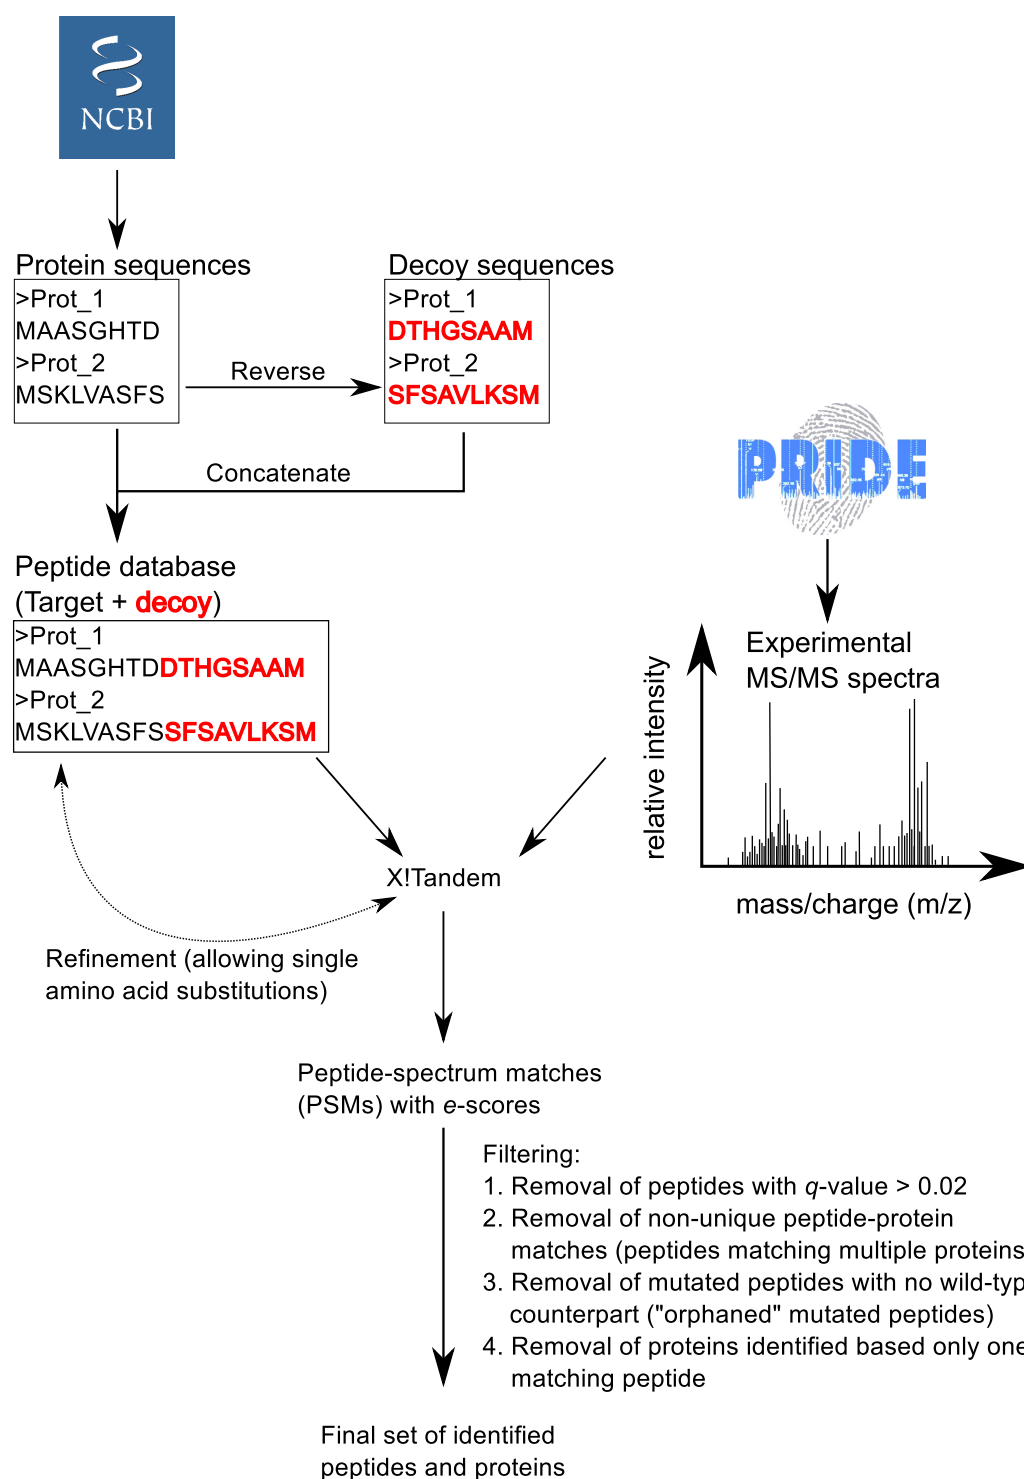 NCBI
Protein sequences
>Prot_1
MAASGHTD
>Prot_2
MSKLVASFS
Reverse
Decoy sequences
>Prot_1
DTHGSAAM
>Prot_2
SFSAVLKSM
Concatenate
PRIDE
Peptide database
(Target + decoy)
>Prot_1
MAASGHTDDTHGSAAM
>Prot_2
MSKLVASFSSFSAVLKSM
Experimental
MS/MS spectra
relative intensity
mass/charge (m/z)
X!Tandem
Refinement (allowing single
amino acid substitutions)
Peptide-spectrum matches
(PSMs) with e-scores
Filtering:
1. Removal of peptides with q-value > 0.02
2. Removal of non-unique peptide-protein
matches (peptides matching multiple proteins
3. Removal of mutated peptides with no wild-typ
counterpart ("orphaned" mutated peptides)
4. Removal of proteins identified based only one
matching peptide
Final set of identified
peptides and proteins